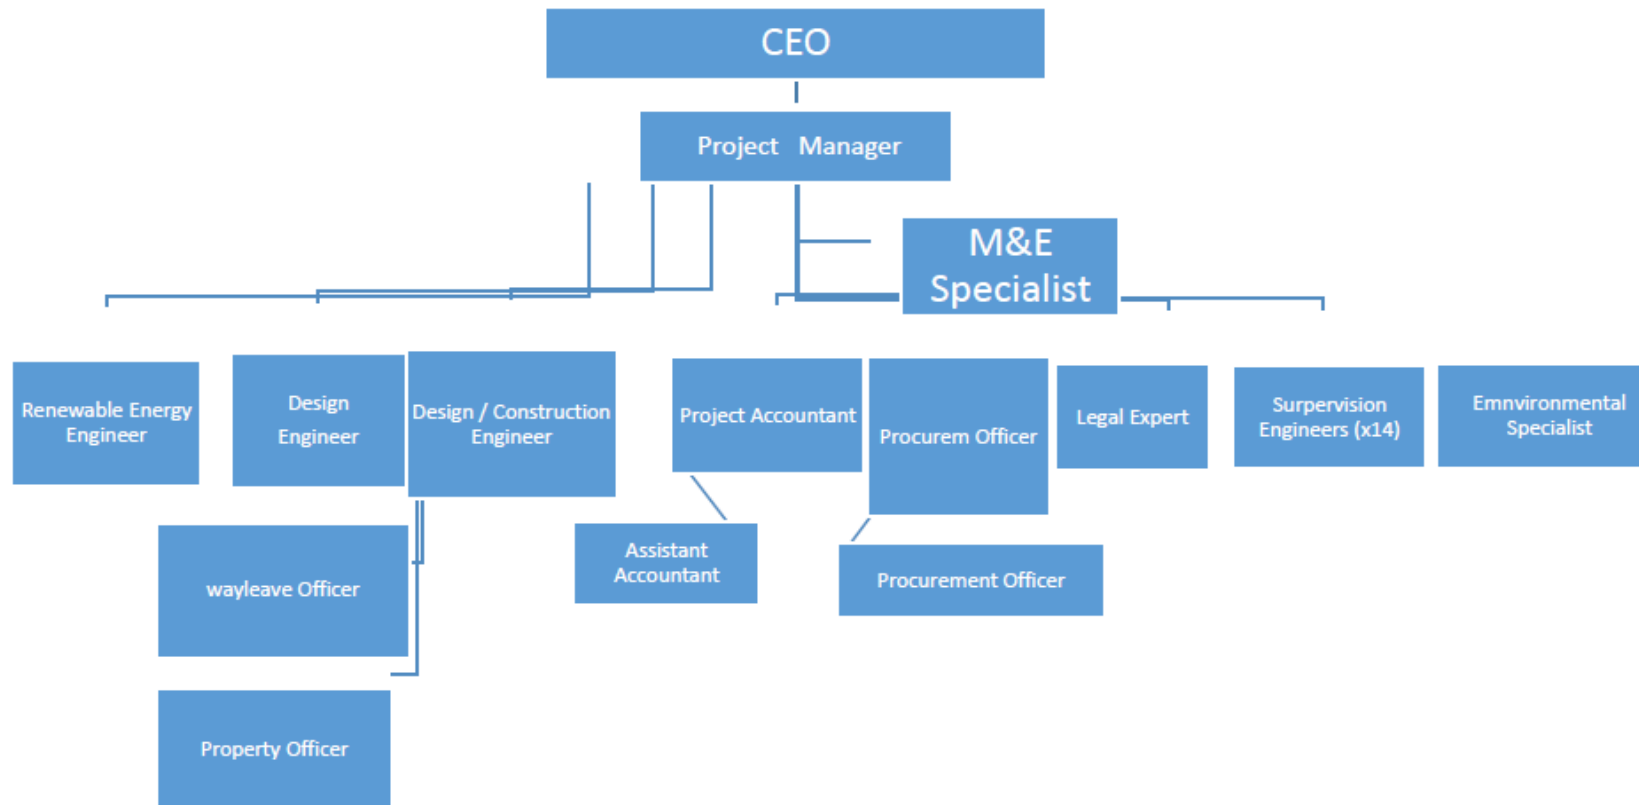 CEO
Project Manager
M&E
Specialist
Renewable Energy
Engineer
Design
Engineer
Design / Construction
Engineer
Project Accountant
Procurem Officer
Legal Expert
Surpervision
Engineers (x14)
Emnvironmental
Specialist
wayleave Officer
Assistant
Accountant
Procurement Officer
Property Officer